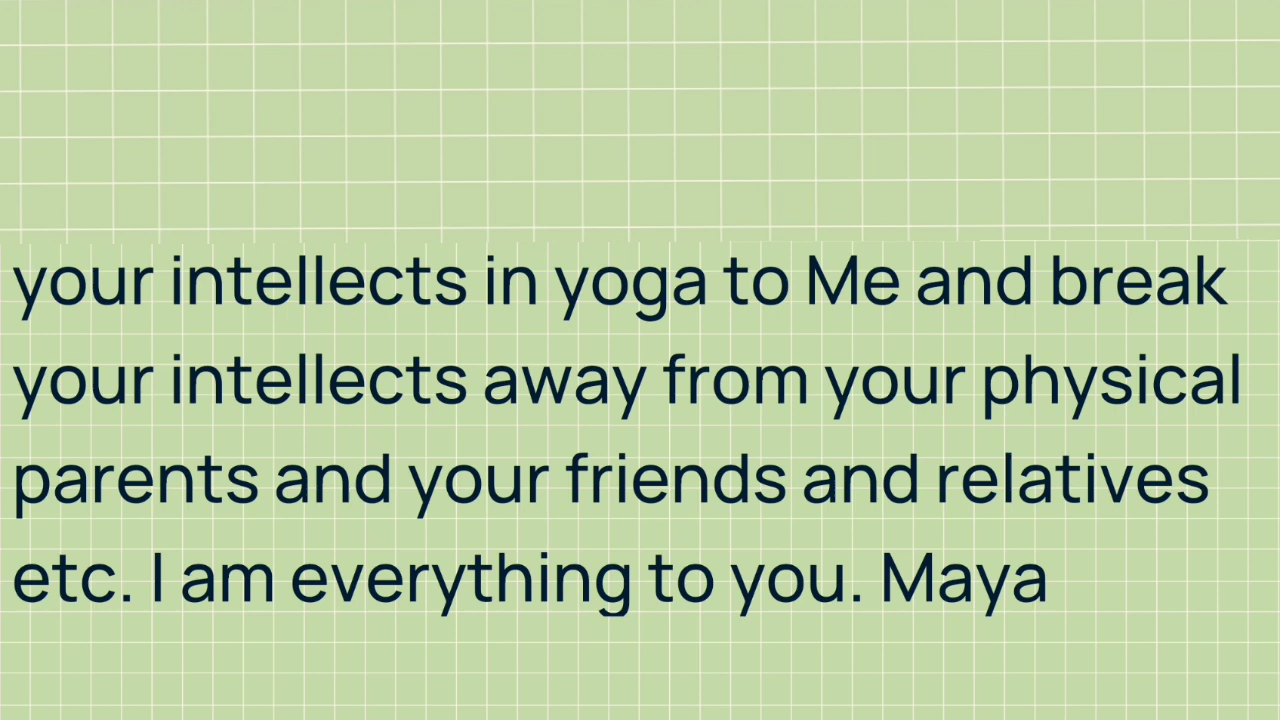 your intellects in yoga to Me and break
your intellects away from your physical
parents and your friends and relatives
etc. I am everything to you. Maya